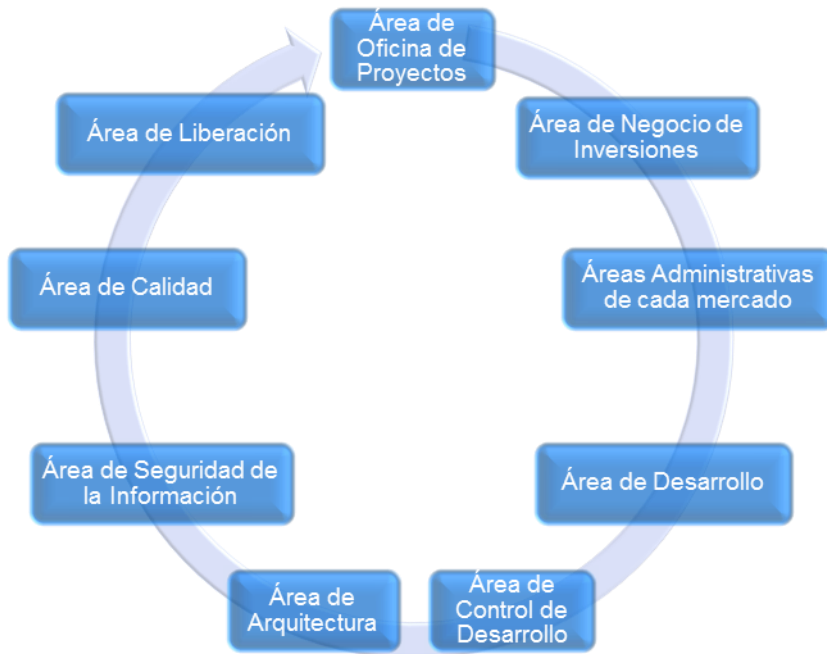 Área de
Oficina de
Proyectos
Área de Negocio de
Inversiones
Áreas Administrativas
de cada mercado
Área de Desarrollo
Área de
Control de
Desarrollo
Área de
Arquitectura
Área de Seguridad de
la Información
Área de Calidad
Área de Liberación